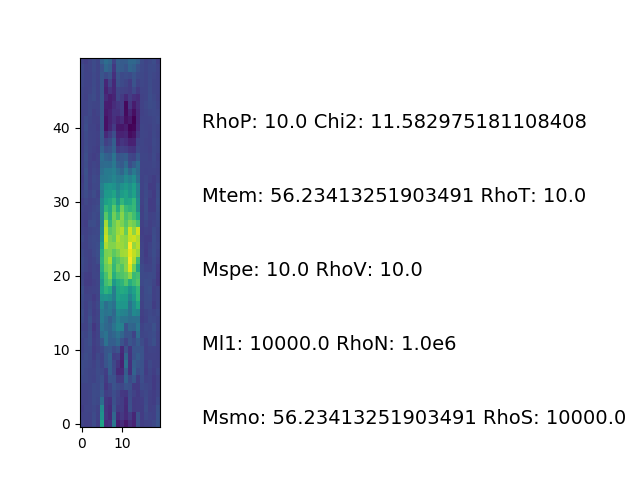 40
30
20
10
0
0 10
RhoP: 10.0 Chi2: 11.582975181108408
Mtem: 56.23413251903491 RhoT: 10.0
Mspe: 10.0 RhoV: 10.0
Ml1: 10000.0 RhoN: 1.0e6
Msmo: 56.23413251903491 RhoS: 10000.0